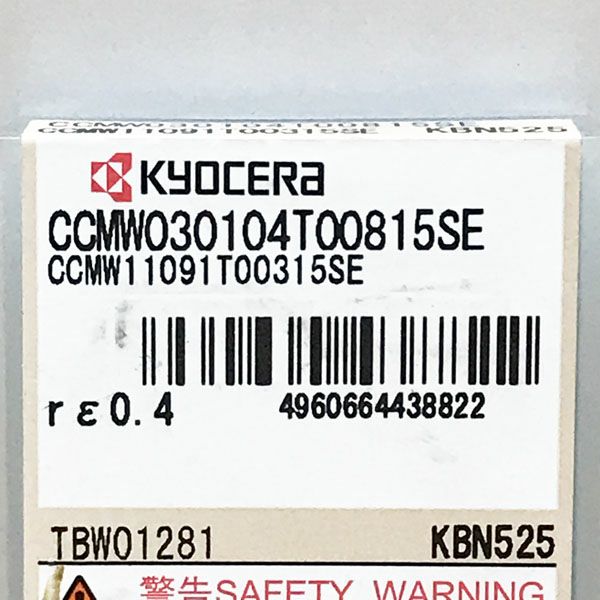 CCMW030104T00815SE
CCMW11091T00315SE KBN525
KYOCERA
CCMW030104T00815SE
CCMW11091T00315SE
rε0.4 4960664438822
TBW01281 KBN525
警告SAFETY WARNING